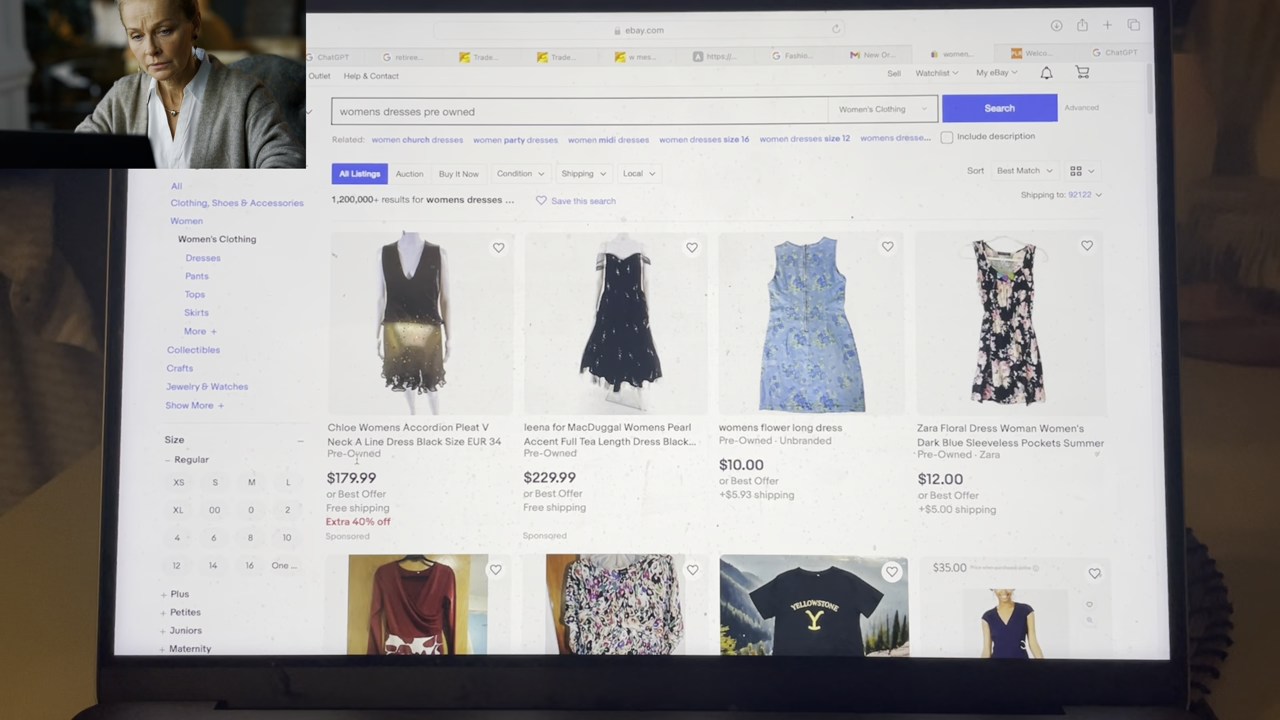 ebay.com
ChatGPT
retiree...
Trade...
Trade...
w mes...
https://...
Fashio...
New Or...
women...
Welco...
ChatGPT
Outlet Help & Contact
Sell Watchlist My eBay
womens dresses pre owned Women's Clothing Search Advanced
Related: women church dresses women party dresses women midi dresses women dresses size 16 women dresses size 12 womens dresse... Include description
All Listings Auction Buy It Now Condition Shipping Local Sort Best Match
1,200,000+ results for womens dresses ... Save this search Shipping to: 92122
All
Clothing, Shoes & Accessories
Women
Women's Clothing
Dresses
Pants
Tops
Skirts
More +
Collectibles
Crafts
Jewelry & Watches
Show More +
Size
Regular
XS S M L
XL 00 0 2
4 6 8 10
12 14 16 One ...
+ Plus
+ Petites
+ Juniors
+ Maternity
Chloe Womens Accordion Pleat V
Neck A Line Dress Black Size EUR 34
Pre-Owned
$179.99
or Best Offer
Free shipping
Extra 40% off
Sponsored
Ieena for MacDuggal Womens Pearl
Accent Full Tea Length Dress Black...
Pre-Owned
$229.99
or Best Offer
Free shipping
Sponsored
womens flower long dress
Pre-Owned · Unbranded
$10.00
or Best Offer
+$5.93 shipping
Zara Floral Dress Woman Women's
Dark Blue Sleeveless Pockets Summer
Pre-Owned · Zara
$12.00
or Best Offer
+$5.00 shipping
YELLOWSTONE
Y
$35.00